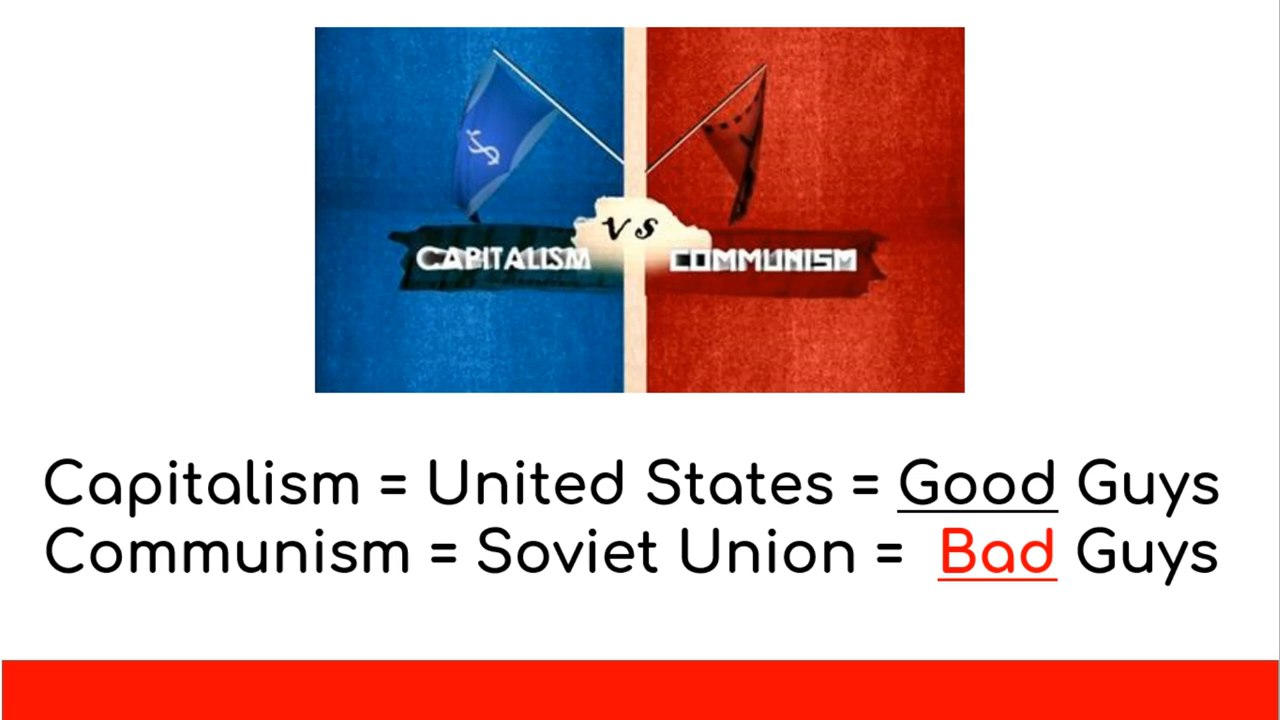 $
VS
CAPITALISM
COMMUNISM
Capitalism = United States = Good Guys
Communism = Soviet Union = Bad Guys